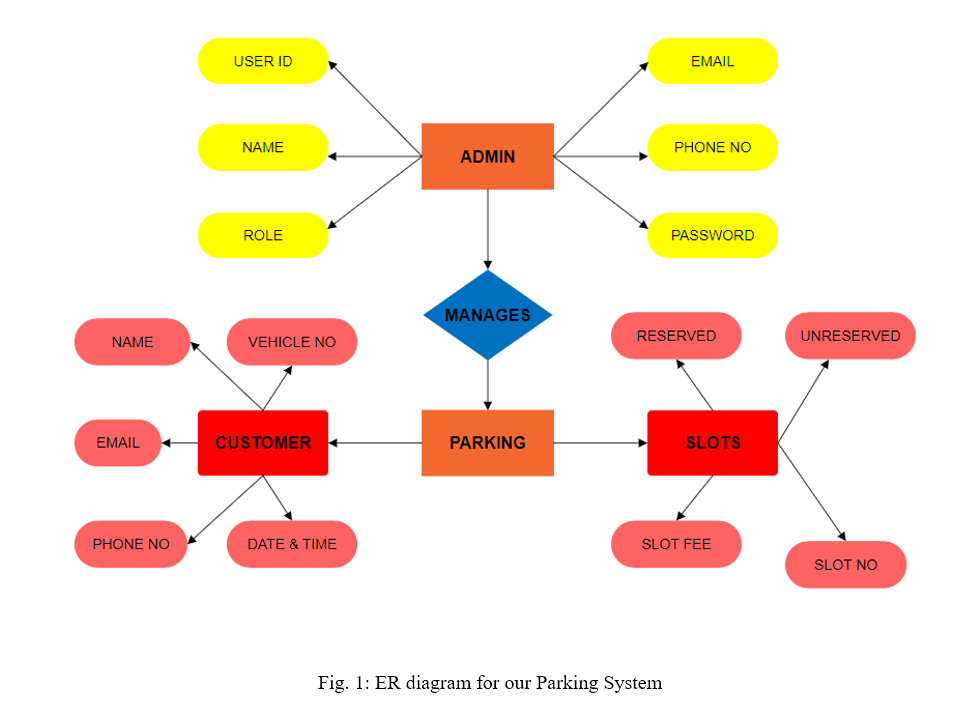 USER ID
EMAIL
NAME
ADMIN
PHONE NO
ROLE
PASSWORD
MANAGES
NAME
VEHICLE NO
RESERVED
UNRESERVED
EMAIL
CUSTOMER
PARKING
SLOTS
PHONE NO
DATE & TIME
SLOT FEE
SLOT NO
Fig. 1: ER diagram for our Parking System